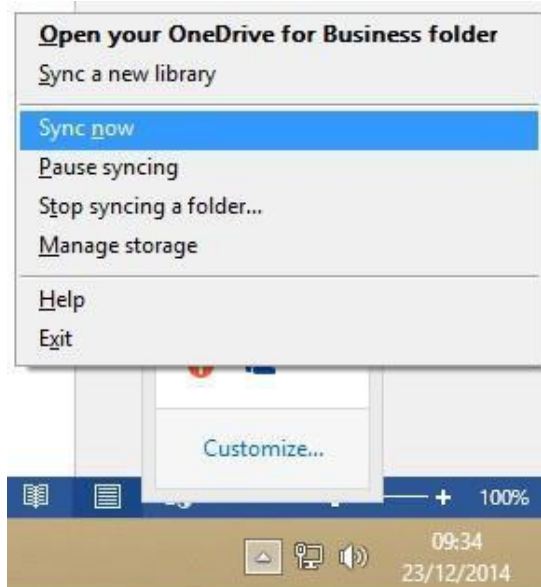 Open your OneDrive for Business folder
Sync a new library
Sync now
Pause syncing
Stop syncing a folder...
Manage storage
Help
Exit
Customize...
100%
09:34
23/12/2014